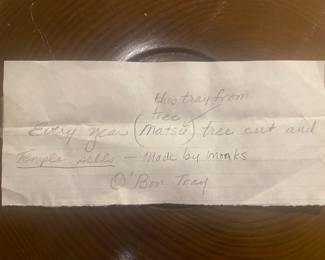 this tray from
tree
Every year (Matsu) tree cut and
Temple sells - Made by monks
O'Bon Tray